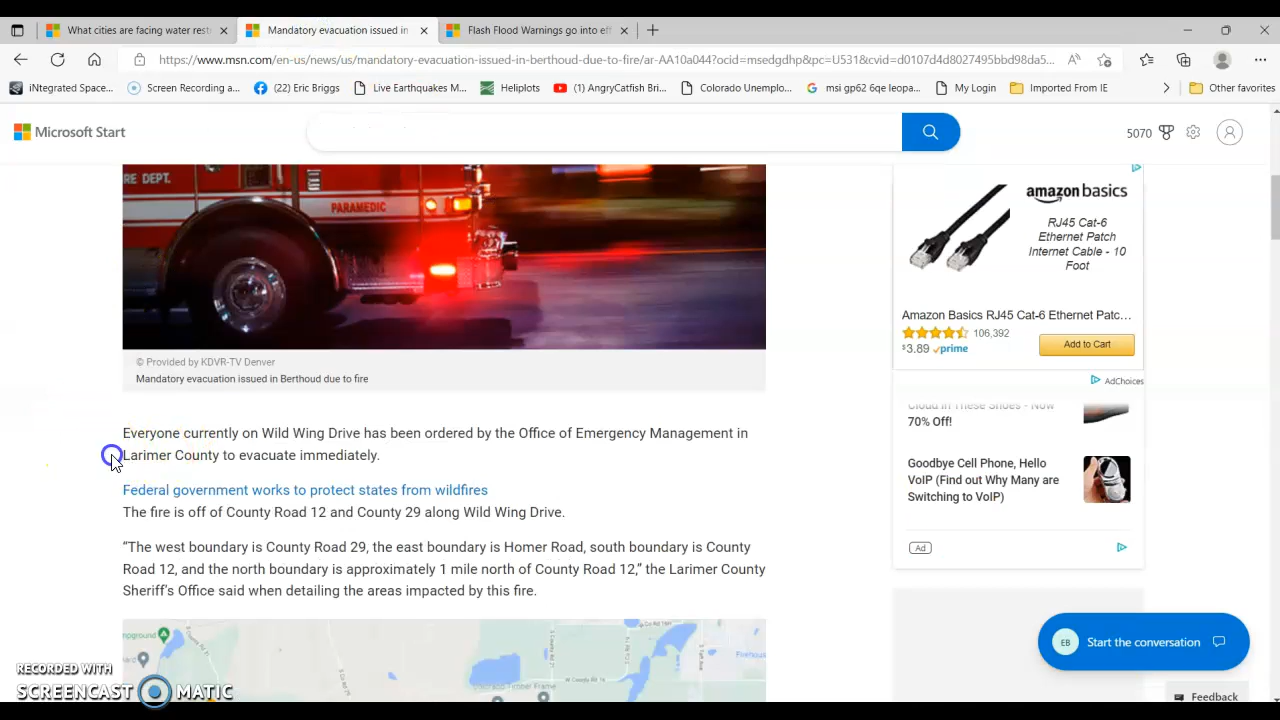 What cities are facing water rest
Mandatory evacuation issued in
Flash Flood Warnings go into eff
https://www.msn.com/en-us/news/us/mandatory-evacuation-issued-in-berthoud-due-to-fire/ar-AA10a044?ocid=msedgdhp&pc=U531&cvid=d0107d4d8027495bbd98da5...
iNtegrated Space...
Screen Recording a...
(22) Eric Briggs
Live Earthquakes M...
Heliplots
(1) AngryCatfish Bri...
Colorado Unemplo...
msi gp62 6qe leopa...
My Login
Imported From IE
Other favorites
Microsoft Start
5070
RE DEPT.
PARAMEDIC
amazon basics
RJ45 Cat-6
Ethernet Patch
Internet Cable - 10
Foot
Amazon Basics RJ45 Cat-6 Ethernet Patc...
106,392
$3.89 prime
Add to Cart
AdChoices
© Provided by KDVR-TV Denver
Mandatory evacuation issued in Berthoud due to fire
Cloud In These Shoes - Now
70% Off!
Everyone currently on Wild Wing Drive has been ordered by the Office of Emergency Management in
Larimer County to evacuate immediately.
Goodbye Cell Phone, Hello
VoIP (Find out Why Many are
Switching to VoIP)
Federal government works to protect states from wildfires
The fire is off of County Road 12 and County 29 along Wild Wing Drive.
Ad
“The west boundary is County Road 29, the east boundary is Homer Road, south boundary is County
Road 12, and the north boundary is approximately 1 mile north of County Road 12,” the Larimer County
Sheriff's Office said when detailing the areas impacted by this fire.
EB
Start the conversation
RECORDED WITH
SCREENCAST MATIC
Feedback